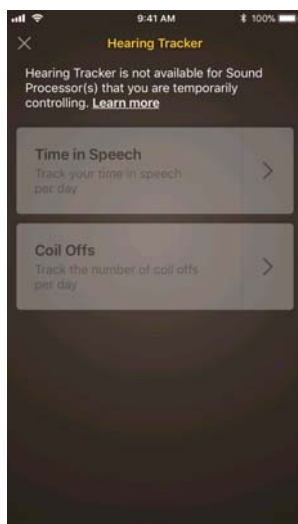 9:41 AM
100%
Hearing Tracker
Hearing Tracker is not available for Sound
Processor(s) that you are temporarily
controlling. Learn more
Time in Speech
Track your time in speech
per day
Coil Offs
Track the number of coil offs
per day